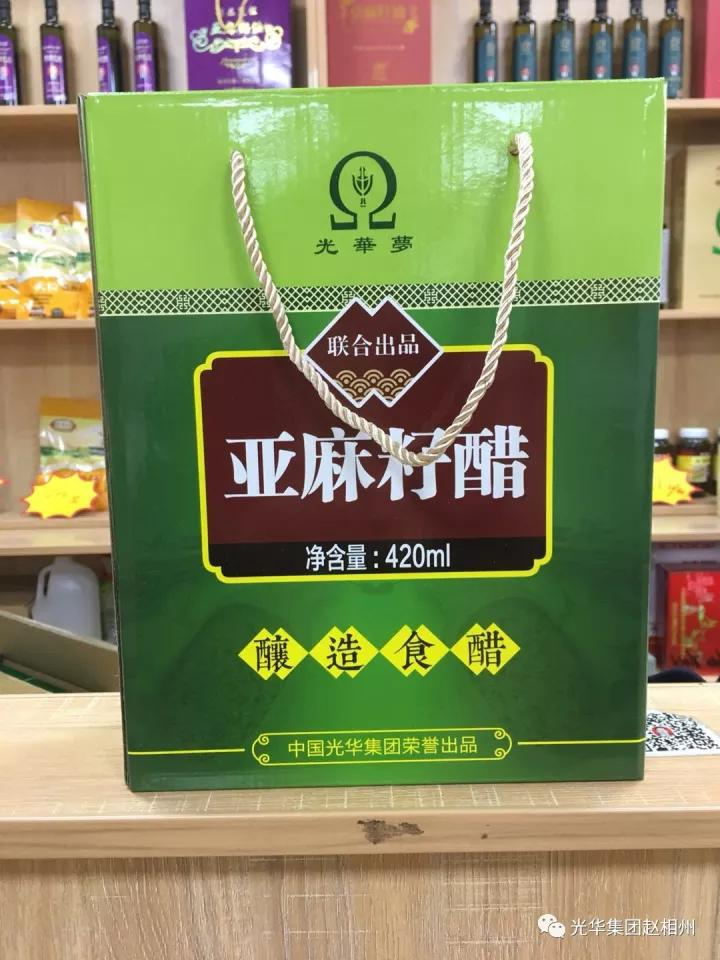 光華夢
联合出品
亚麻籽醋
净含量：420ml
釀造食醋
中国光华集团荣誉出品
光华集团赵相州